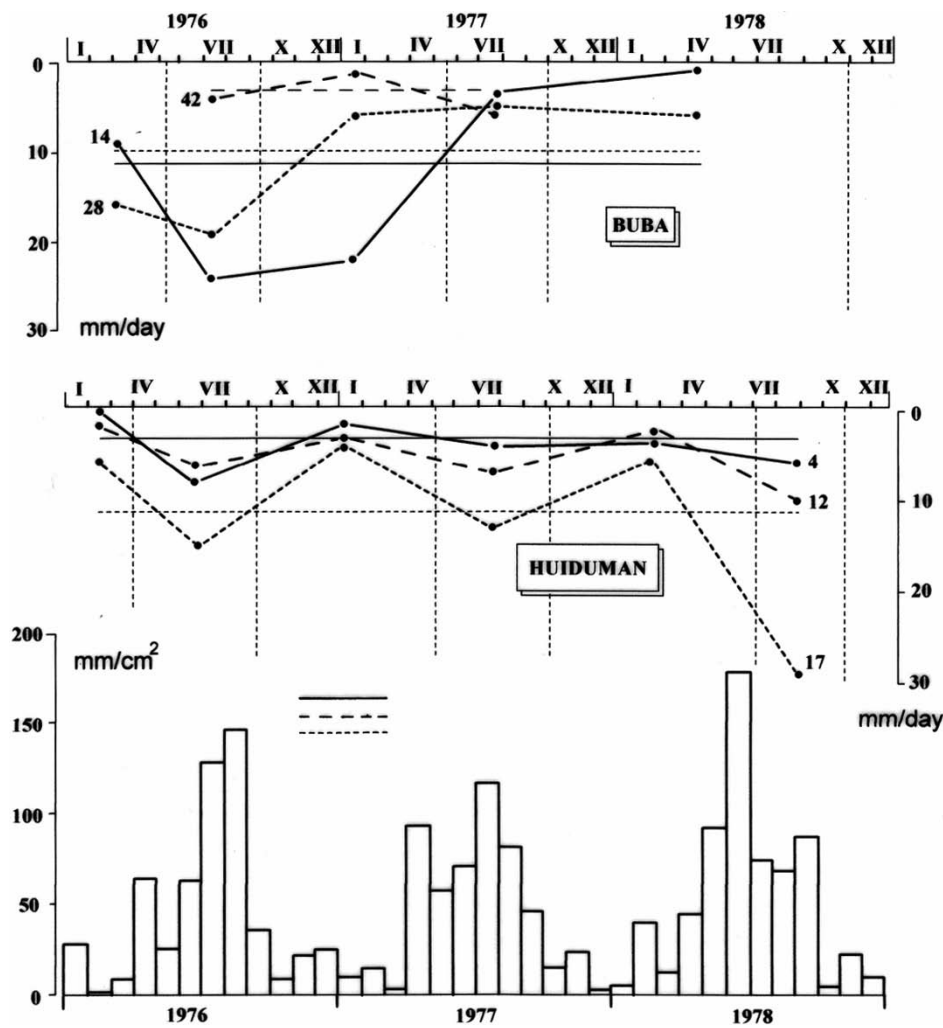 1976 1977 1978
I IV VII X XII I IV VII X XII I IV VII X XII
0
42
14
10
28
BUBA
20
30
mm/day
I IV VII X XII I IV VII X XII I IV VII X XII
0
4
12
10
HUIDUMAN
20
17
30
mm/day
200
mm/cm²
150
100
50
0
1976 1977 1978